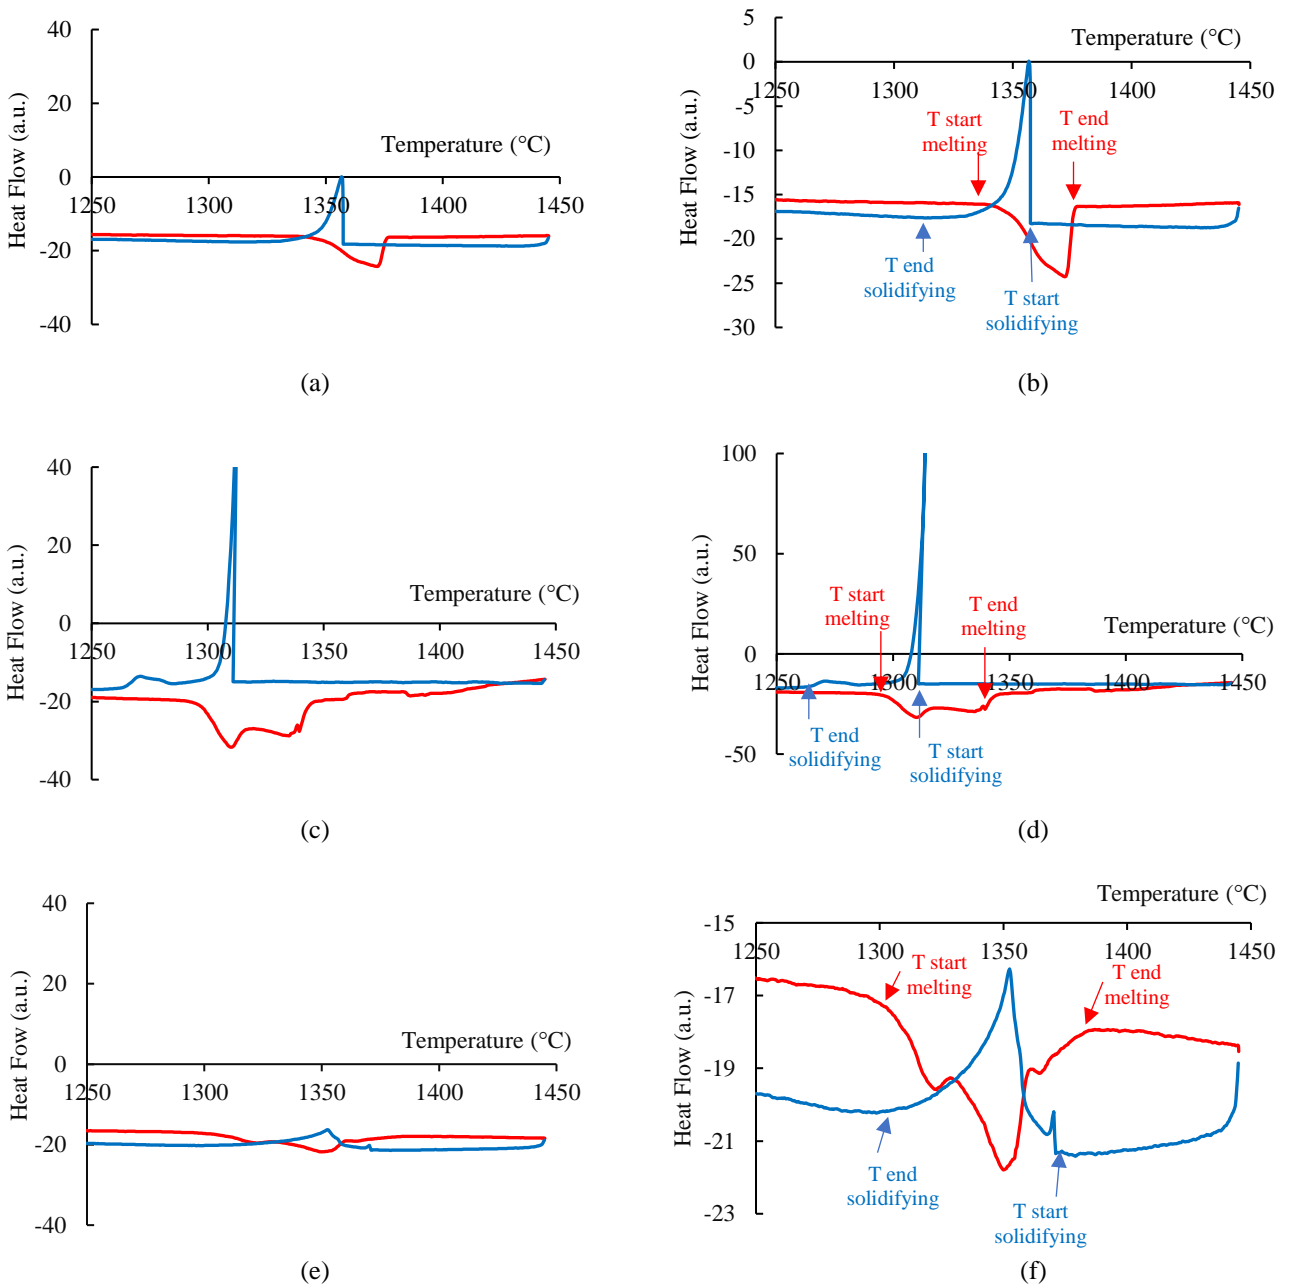 40
20
0
-20
-40
1250
1300
1350
1400
1450
Temperature (°C)
Heat Flow (a.u.)
(a)
5
0
-5
-10
-15
-20
-25
-30
1250
1300
1350
1400
1450
Temperature (°C)
Heat Flow (a.u.)
T start
melting
T end
melting
T end
solidifying
T start
solidifying
(b)
40
20
0
-20
-40
1250
1300
1350
1400
1450
Temperature (°C)
Heat Flow (a.u.)
(c)
100
50
0
-50
1250
1300
1350
1400
1450
Temperature (°C)
Heat Flow (a.u.)
T start
melting
T end
melting
T end
solidifying
T start
solidifying
(d)
40
20
0
-20
-40
1250
1300
1350
1400
1450
Temperature (°C)
Heat Fow (a.u.)
(e)
-15
-17
-19
-21
-23
1250
1300
1350
1400
1450
Temperature (°C)
Heat Flow (a.u.)
T start
melting
T end
melting
T end
solidifying
T start
solidifying
(f)